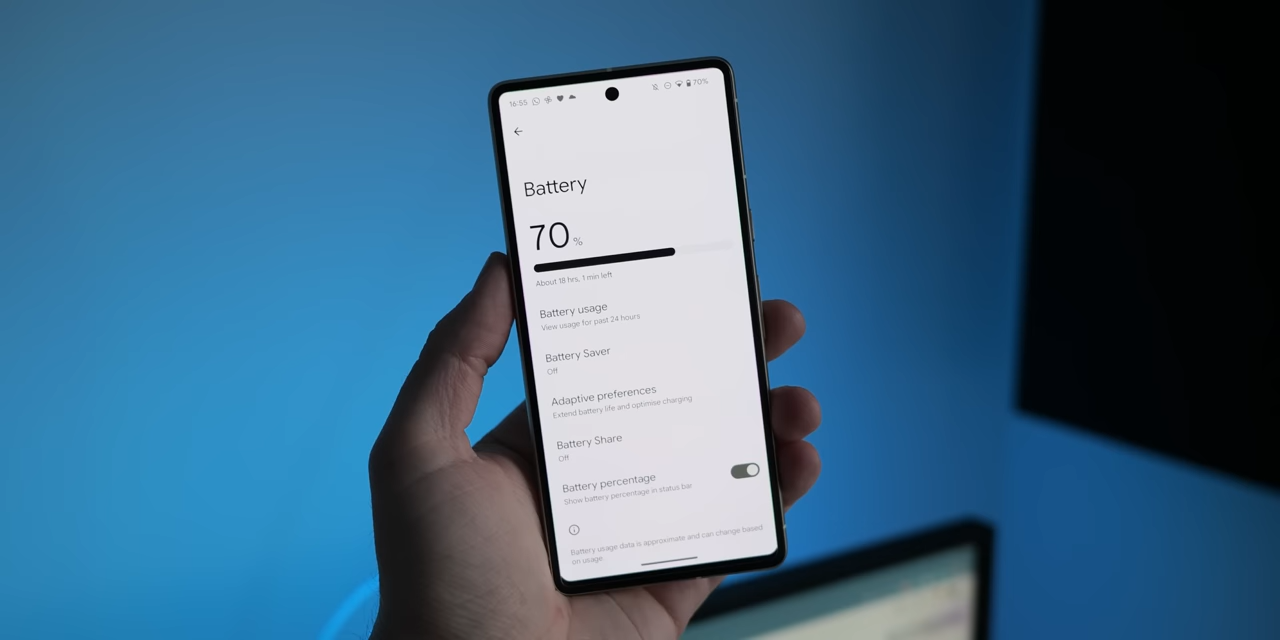 16:55 70%
Battery
70 %
About 18 hrs, 1 min left
Battery usage
View usage for past 24 hours
Battery Saver
Off
Adaptive preferences
Extend battery life and optimise charging
Battery Share
Off
Battery percentage
Show battery percentage in status bar
Battery usage data is approximate and can change based
on usage.